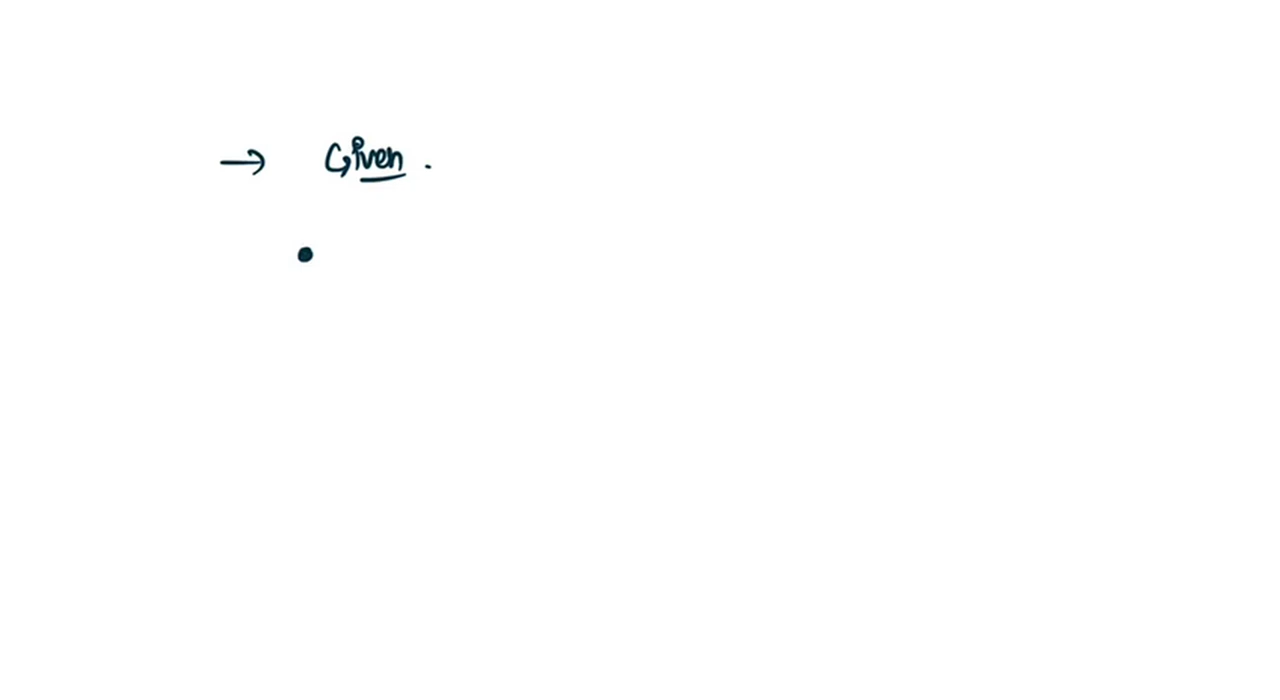 → Given .
•